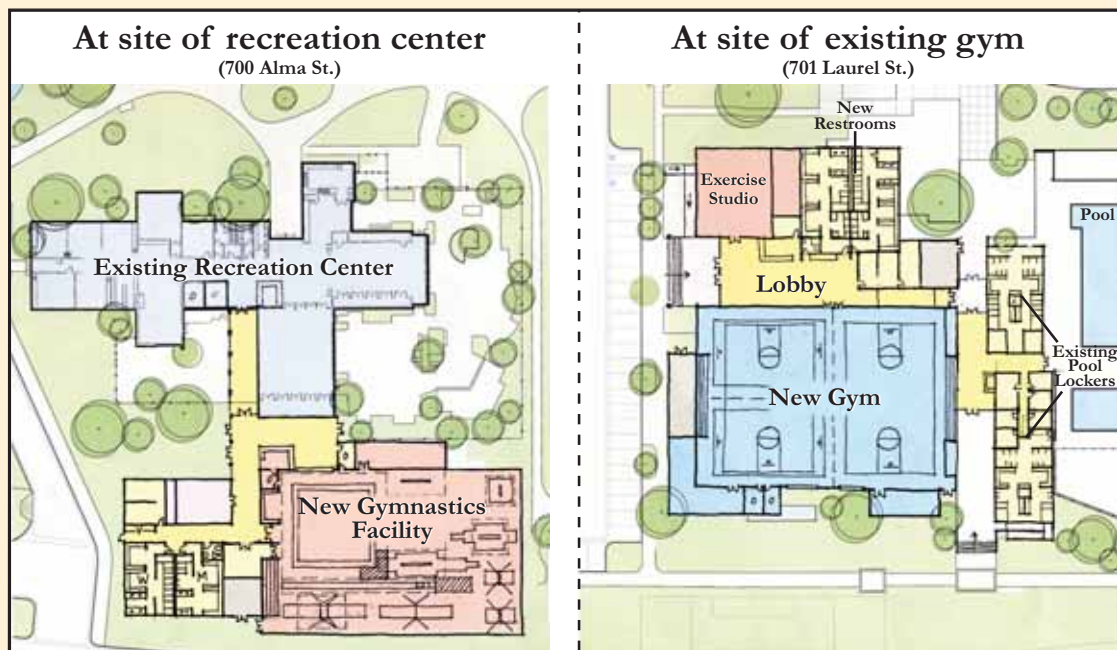 At site of recreation center
(700 Alma St.)
Existing Recreation Center
New Gymnastics
Facility
W
M
At site of existing gym
(701 Laurel St.)
New
Restrooms
Exercise
Studio
Pool
Lobby
Existing
Pool
Lockers
New Gym